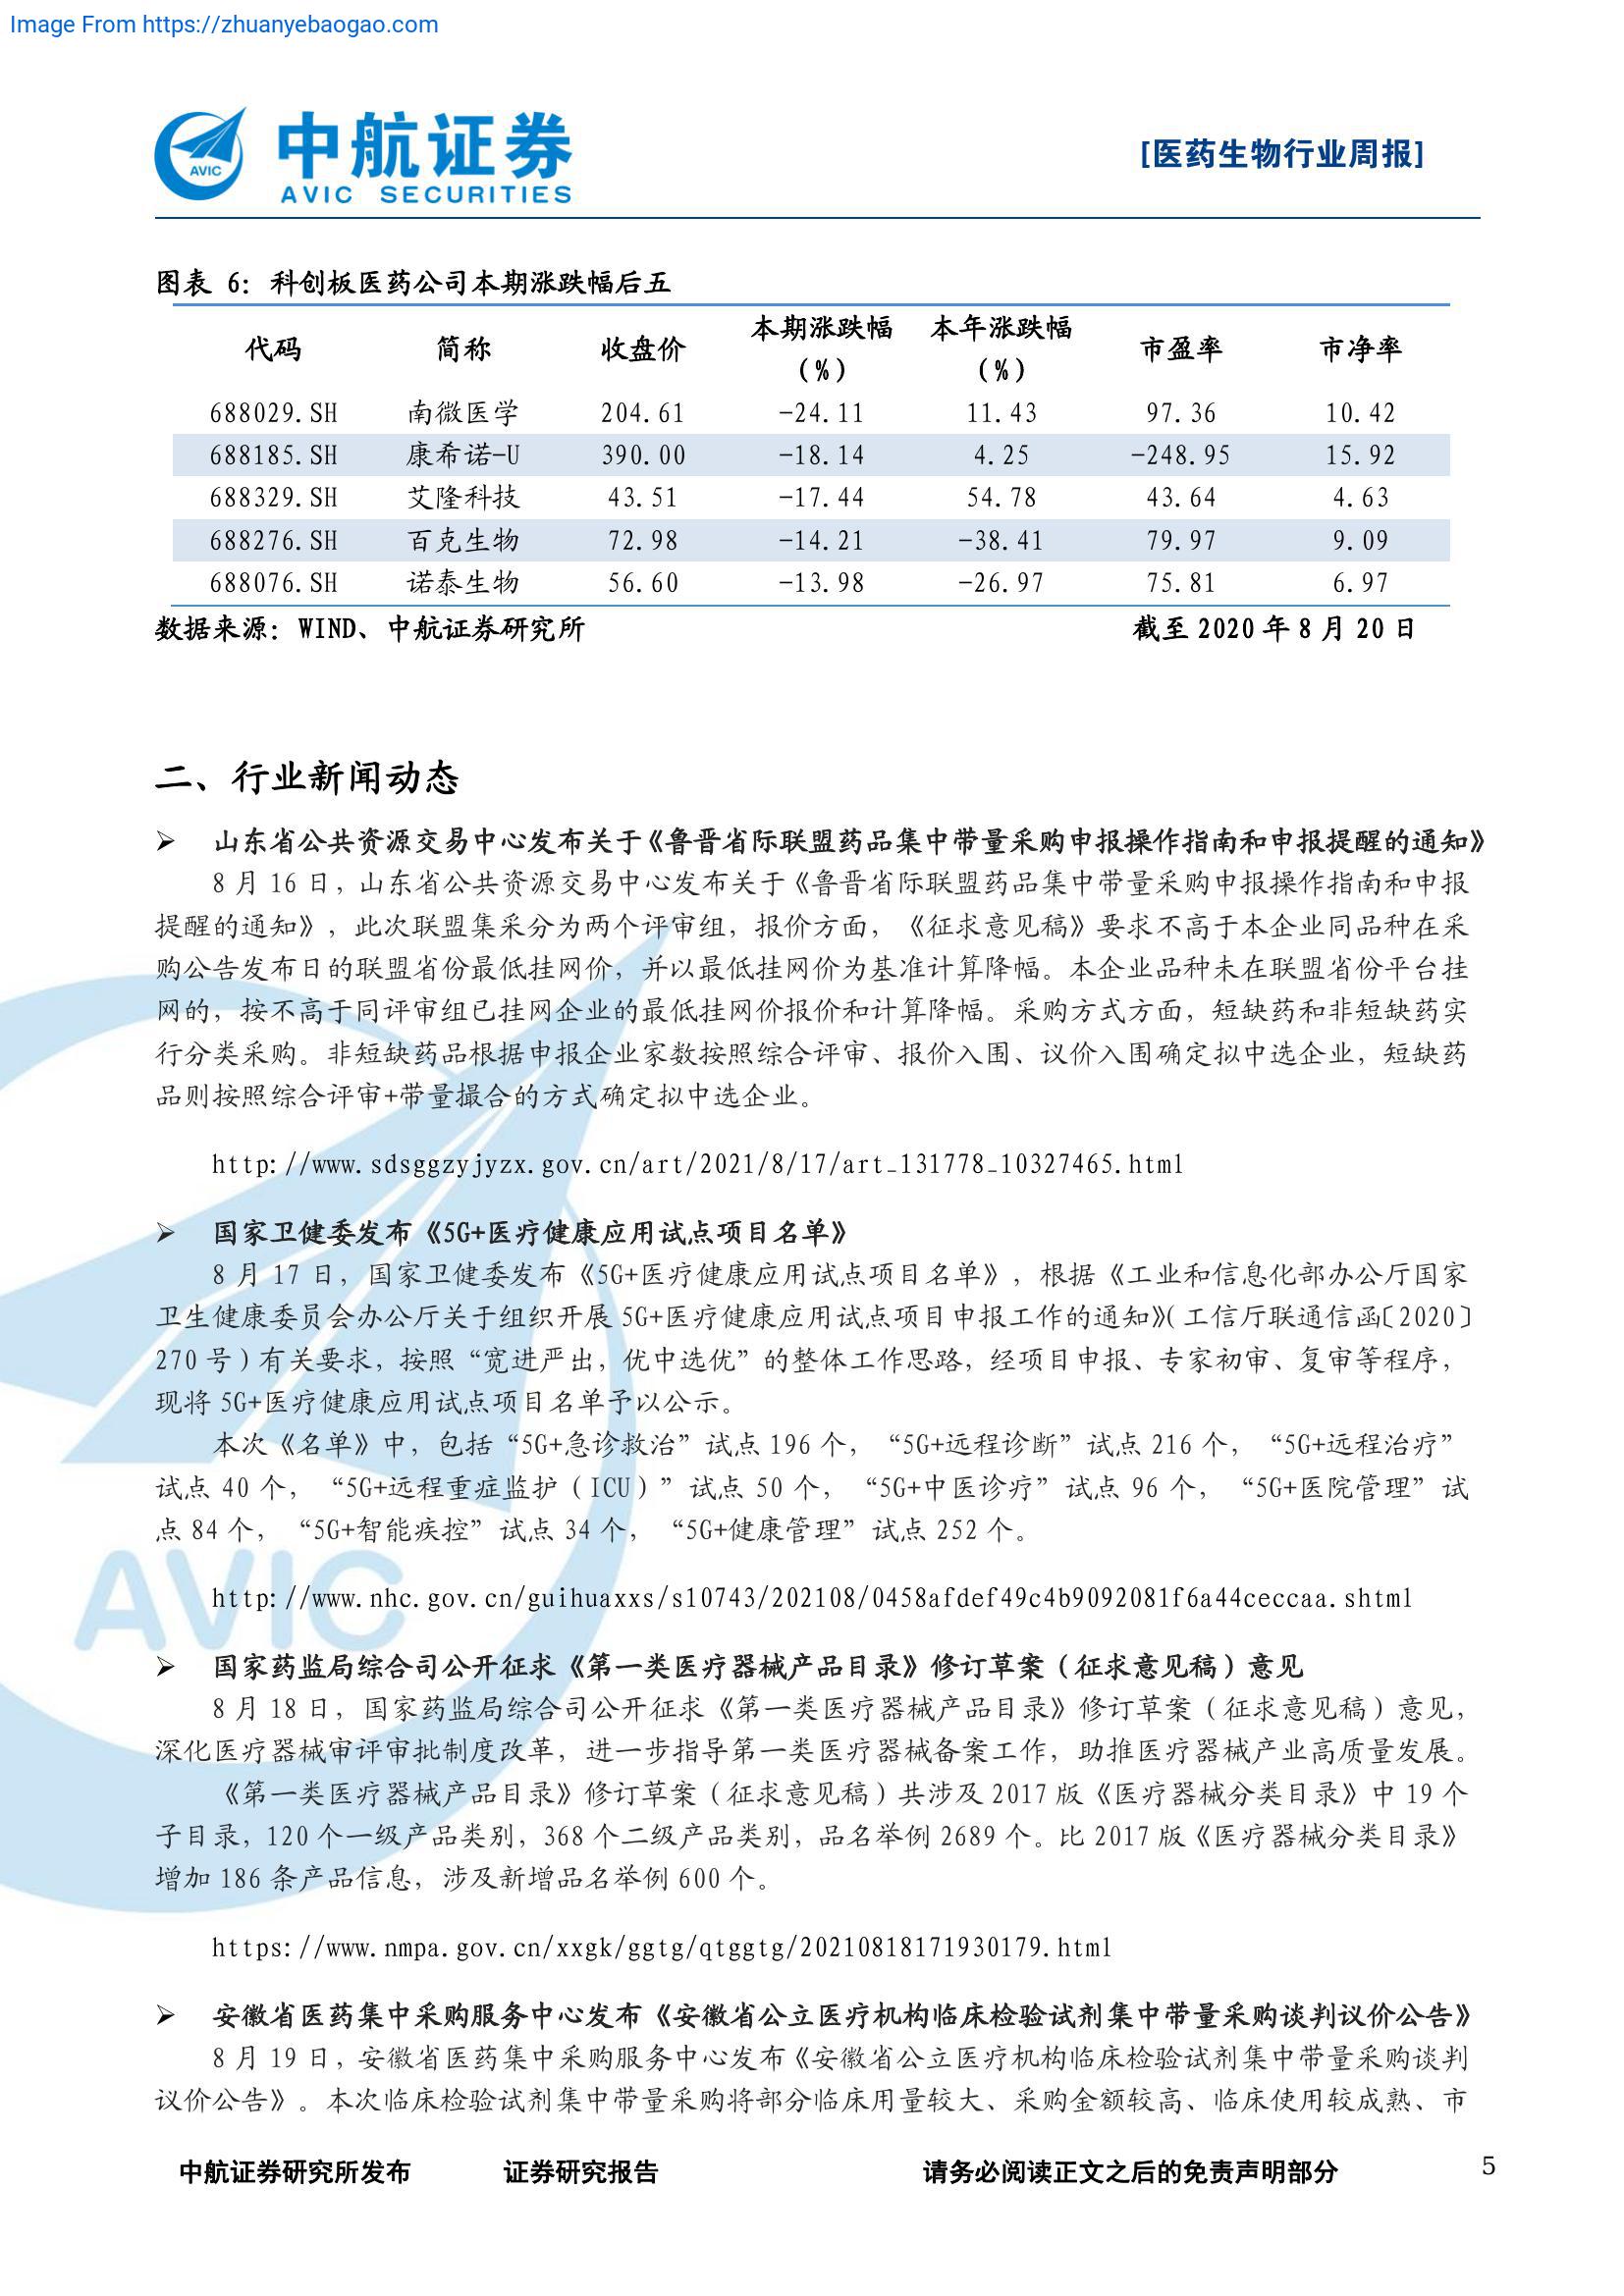 Image From https://zhuanyebaogao.com
中航证券
AVIC SECURITIES
AVIC
[医药生物行业周报]
图表 6：科创板医药公司本期涨跌幅后五
代码 简称 收盘价 本期涨跌幅（%） 本年涨跌幅（%） 市盈率 市净率
688029.SH 南微医学 204.61 -24.11 11.43 97.36 10.42
688185.SH 康希诺-U 390.00 -18.14 4.25 -248.95 15.92
688329.SH 艾隆科技 43.51 -17.44 54.78 43.64 4.63
688276.SH 百克生物 72.98 -14.21 -38.41 79.97 9.09
688076.SH 诺泰生物 56.60 -13.98 -26.97 75.81 6.97
数据来源：WIND、中航证券研究所 截至 2020 年 8 月 20 日
二、行业新闻动态
➢ 山东省公共资源交易中心发布关于《鲁晋省际联盟药品集中带量采购申报操作指南和申报提醒的通知》
8 月 16 日，山东省公共资源交易中心发布关于《鲁晋省际联盟药品集中带量采购申报操作指南和申报
提醒的通知》，此次联盟集采分为两个评审组，报价方面，《征求意见稿》要求不高于本企业同品种在采
购公告发布日的联盟省份最低挂网价，并以最低挂网价为基准计算降幅。本企业品种未在联盟省份平台挂
网的，按不高于同评审组已挂网企业的最低挂网价报价和计算降幅。采购方式方面，短缺药和非短缺药实
行分类采购。非短缺药品根据申报企业家数按照综合评审、报价入围、议价入围确定拟中选企业，短缺药
品则按照综合评审+带量撮合的方式确定拟中选企业。
http://www.sdsggzyjyzx.gov.cn/art/2021/8/17/art_131778_10327465.html
➢ 国家卫健委发布《5G+医疗健康应用试点项目名单》
8 月 17 日，国家卫健委发布《5G+医疗健康应用试点项目名单》，根据《工业和信息化部办公厅国家
卫生健康委员会办公厅关于组织开展 5G+医疗健康应用试点项目申报工作的通知》（工信厅联通信函〔2020〕
270 号）有关要求，按照“宽进严出，优中选优”的整体工作思路，经项目申报、专家初审、复审等程序，
现将 5G+医疗健康应用试点项目名单予以公示。
本次《名单》中，包括“5G+急诊救治”试点 196 个，“5G+远程诊断”试点 216 个，“5G+远程治疗”
试点 40 个，“5G+远程重症监护（ICU）”试点 50 个，“5G+中医诊疗”试点 96 个，“5G+医院管理”试
点 84 个，“5G+智能疾控”试点 34 个，“5G+健康管理”试点 252 个。
http://www.nhc.gov.cn/guihuaxxs/s10743/202108/0458afdef49c4b9092081f6a44ceccaa.shtml
➢ 国家药监局综合司公开征求《第一类医疗器械产品目录》修订草案（征求意见稿）意见
8 月 18 日，国家药监局综合司公开征求《第一类医疗器械产品目录》修订草案（征求意见稿）意见，
深化医疗器械审评审批制度改革，进一步指导第一类医疗器械备案工作，助推医疗器械产业高质量发展。
《第一类医疗器械产品目录》修订草案（征求意见稿）共涉及 2017 版《医疗器械分类目录》中 19 个
子目录，120 个一级产品类别，368 个二级产品类别，品名举例 2689 个。比 2017 版《医疗器械分类目录》
增加 186 条产品信息，涉及新增品名举例 600 个。
https://www.nmpa.gov.cn/xxgk/ggtg/qtggtg/20210818171930179.html
➢ 安徽省医药集中采购服务中心发布《安徽省公立医疗机构临床检验试剂集中带量采购谈判议价公告》
8 月 19 日，安徽省医药集中采购服务中心发布《安徽省公立医疗机构临床检验试剂集中带量采购谈判
议价公告》。本次临床检验试剂集中带量采购将部分临床用量较大、采购金额较高、临床使用较成熟、市
AVIC
中航证券研究所发布 证券研究报告 请务必阅读正文之后的免责声明部分 5